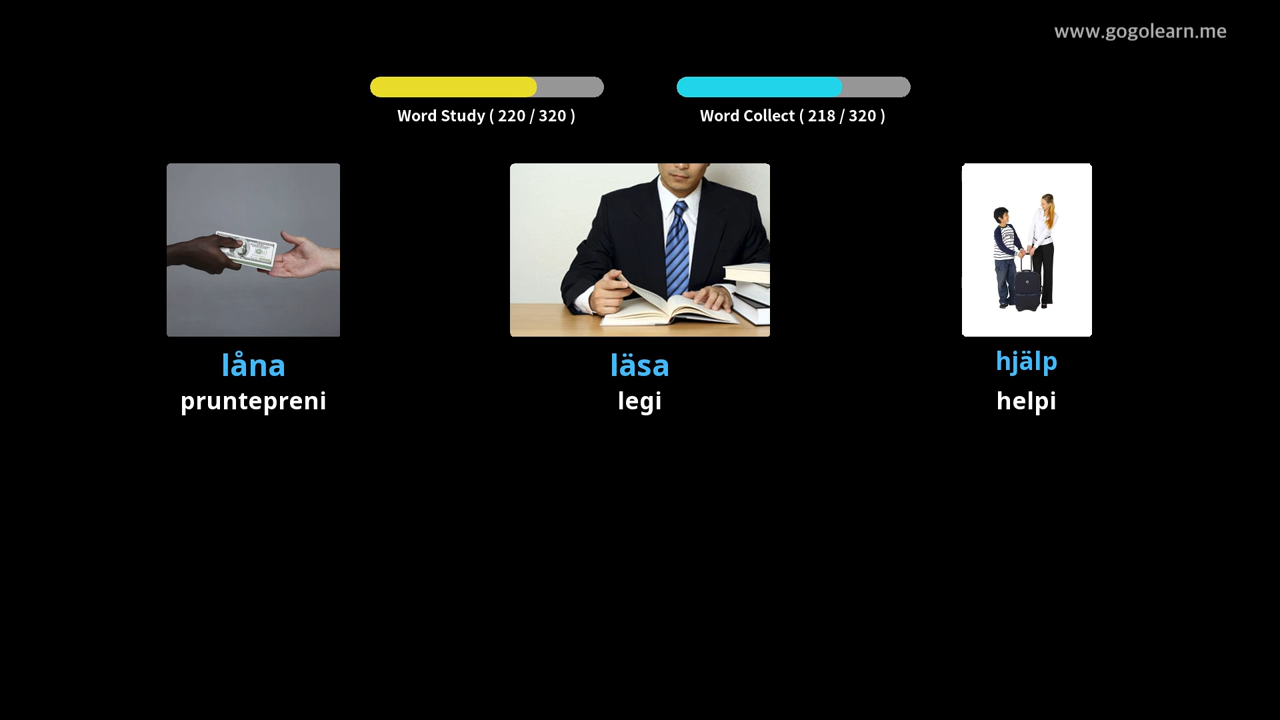 www.gogolearn.me
Word Study ( 220 / 320 )
Word Collect ( 218 / 320 )
låna
läsa
hjälp
pruntepreni
legi
helpi